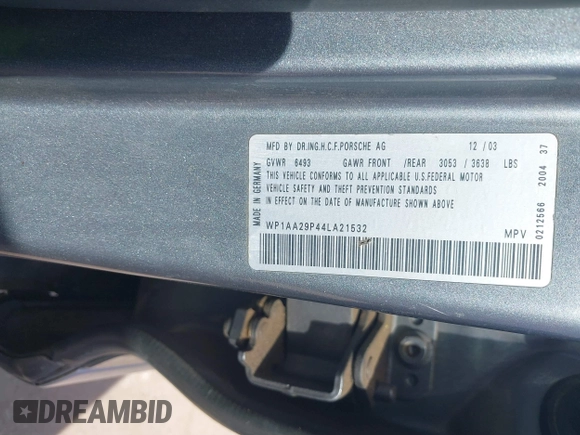 MFD BY DR.ING.H.C.F.PORSCHE AG 12/03
GVWR 6493 GAWR FRONT /REAR 3053 / 3638 LBS
THIS VEHICLE CONFORMS TO ALL APPLICABLE U.S.FEDERAL MOTOR
VEHICLE SAFETY AND THEFT PREVENTION STANDARDS
IN EFFECT ON THE DATE OF MANUFACTURE SHOWN ABOVE
WP1AA29P44LA21532 MPV
MADE IN GERMANY
0212566 2004 37
DREAMBID